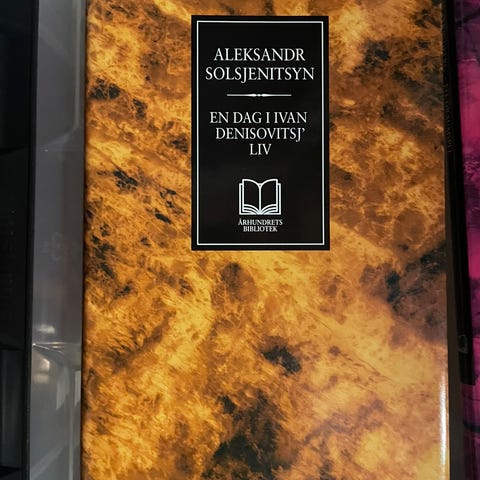 ALEKSANDR
SOLSJENITSYN
EN DAG I IVAN
DENISOVITSJ'
LIV
ÅRHUNDRETS
BIBLIOTEK